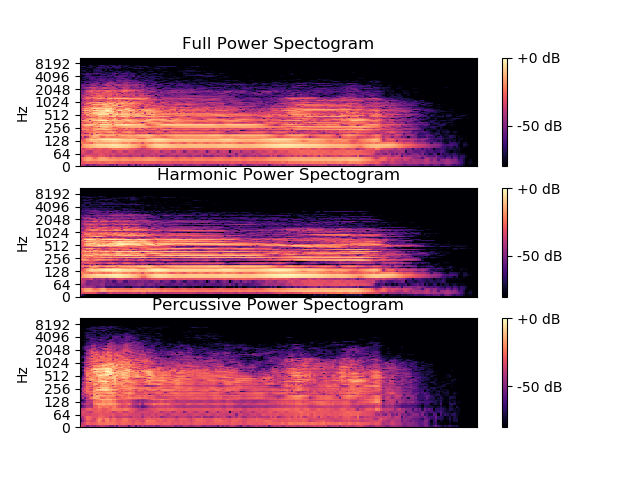 Full Power Spectogram
8192
4096
2048
1024
512
256
128
64
0
Hz
+0 dB
-50 dB
Harmonic Power Spectogram
8192
4096
2048
1024
512
256
128
64
0
Hz
+0 dB
-50 dB
Percussive Power Spectogram
8192
4096
2048
1024
512
256
128
64
0
Hz
+0 dB
-50 dB